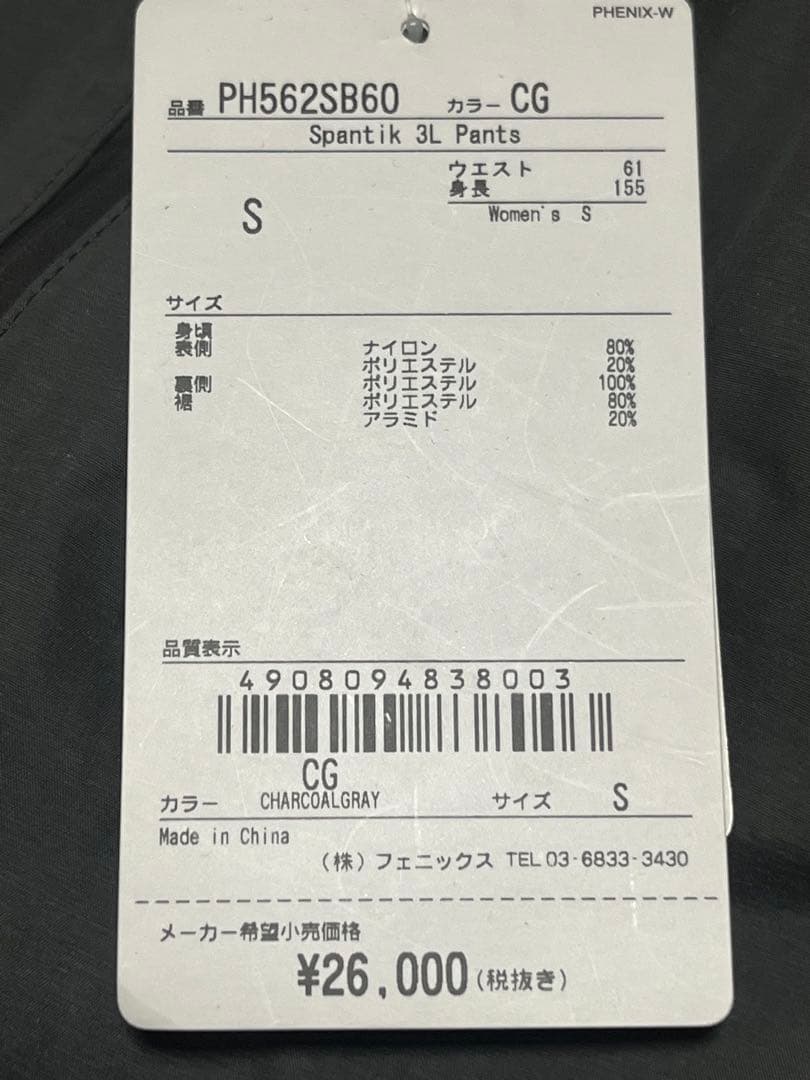 PHENIX-W
品番 PH562SB60 カラー CG
Spantik 3L Pants
ウエスト 61
身長 155
S
Women's S
サイズ
身頃
表側 ナイロン 80%
ポリエステル 20%
裏側 ポリエステル 100%
裾 ポリエステル 80%
アラミド 20%
品質表示
4908094838003
CG
カラー CHARCOALGRAY サイズ S
Made in China
(株)フェニックス TEL 03-6833-3430
メーカー希望小売価格
¥26,000(税抜き)